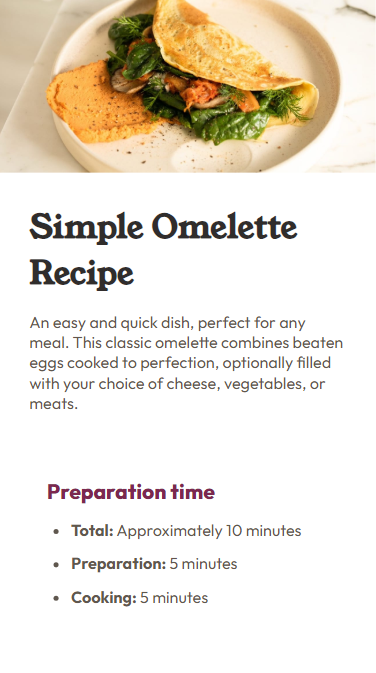 Simple Omelette
Recipe
An easy and quick dish, perfect for any
meal. This classic omelette combines beaten
eggs cooked to perfection, optionally filled
with your choice of cheese, vegetables, or
meats.
Preparation time
• Total: Approximately 10 minutes
• Preparation: 5 minutes
• Cooking: 5 minutes